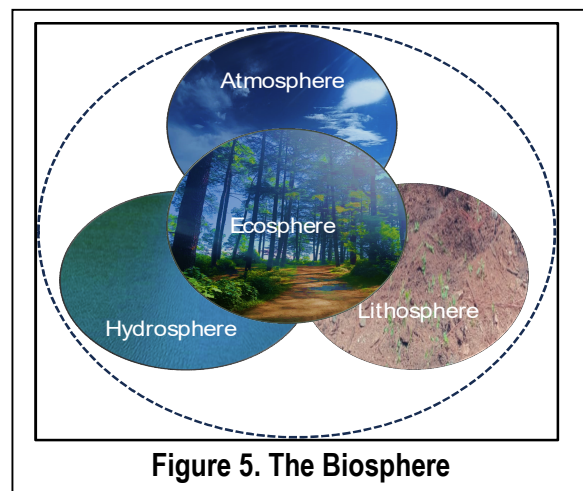 Atmosphere
Ecosphere
Hydrosphere
Lithosphere
Figure 5. The Biosphere